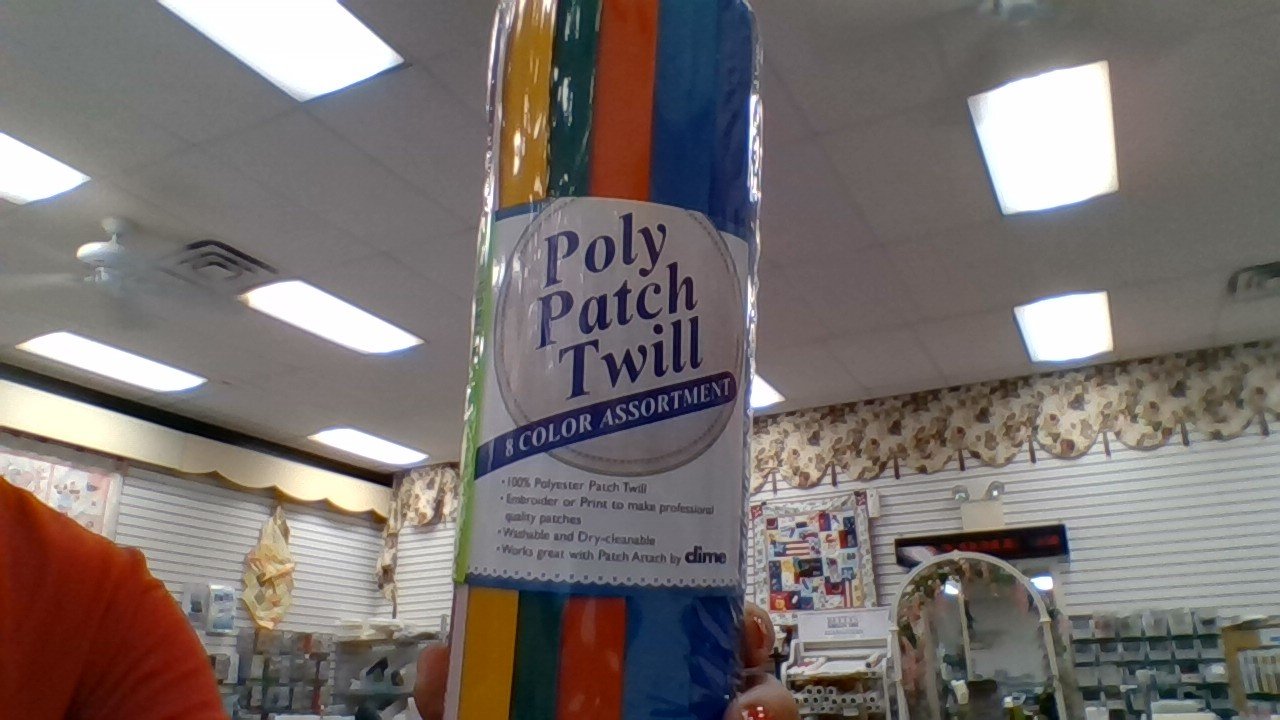 Poly
Patch
Twill
8 COLOR ASSORTMENT
• 100% Polyester Patch Twill
• Embroider or Print to make professional
quality patches
• Washable and Dry-cleanable
• Works great with Patch Attach by dime